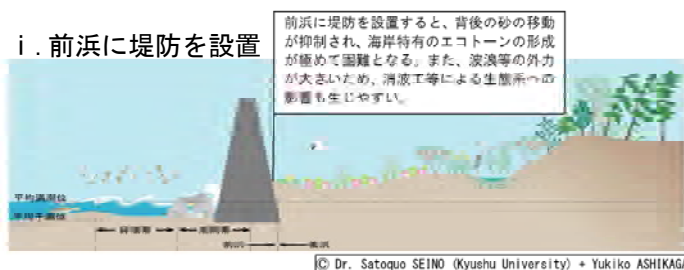 ⅰ.前浜に堤防を設置
前浜に堤防を設置すると、背後の砂の移動
が抑制され、海岸特有のエコトーンの形成
が極めて困難となる。また、波浪等の外力
が大きいため、消波工等による生態系への
影響も生じやすい。
平均満潮位
平均干潮位
前浜
後浜
© Dr. Satoquo SEINO (Kyushu University) + Yukiko ASHIKAGA